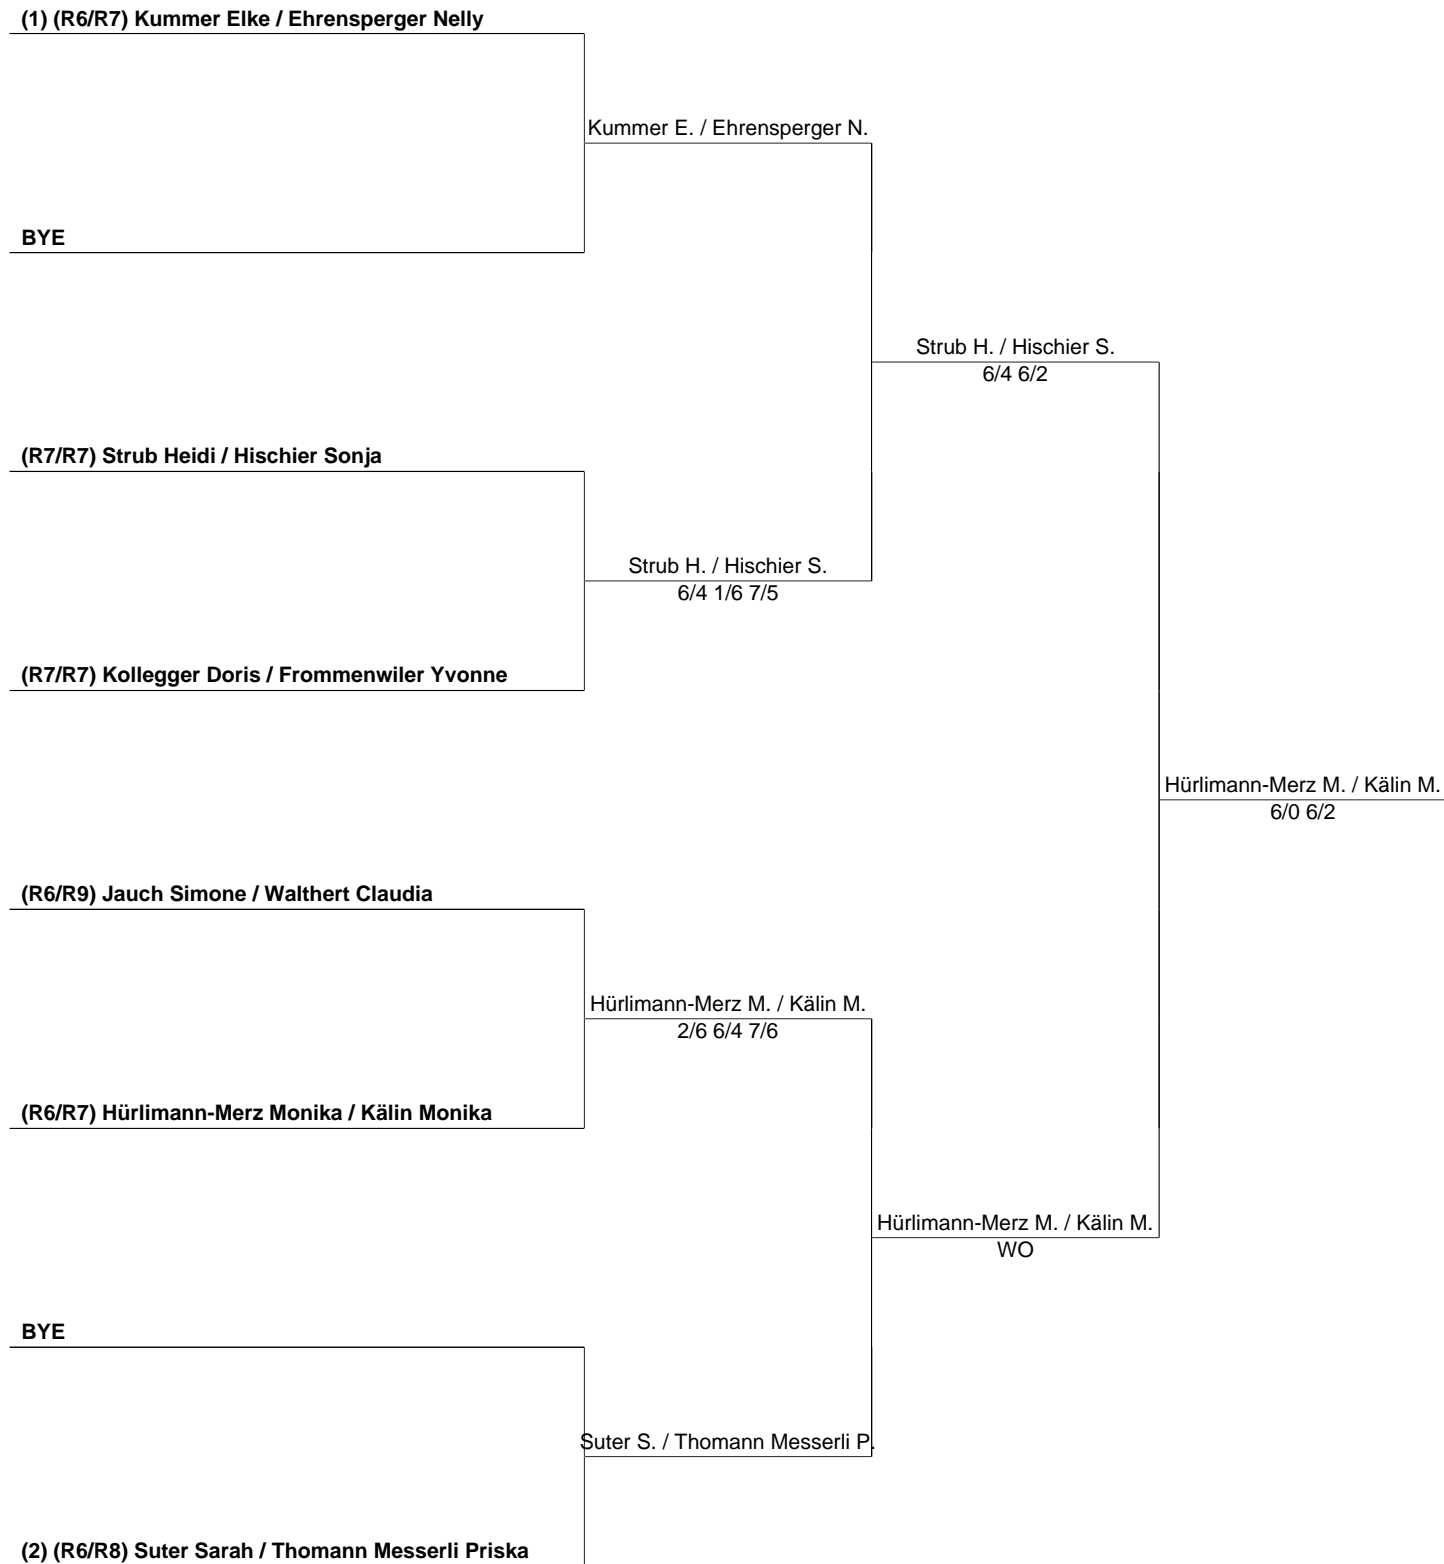 (1) (R6/R7) Kummer Elke / Ehrensperger Nelly
Kummer E. / Ehrensperger N.
BYE
Strub H. / Hischier S.
6/4 6/2
(R7/R7) Strub Heidi / Hischier Sonja
Strub H. / Hischier S.
6/4 1/6 7/5
(R7/R7) Kollegger Doris / Frommenwiler Yvonne
Hürlimann-Merz M. / Kälin M.
6/0 6/2
(R6/R9) Jauch Simone / Walthert Claudia
Hürlimann-Merz M. / Kälin M.
2/6 6/4 7/6
(R6/R7) Hürlimann-Merz Monika / Kälin Monika
Hürlimann-Merz M. / Kälin M.
WO
BYE
Suter S. / Thomann Messerli P.
(2) (R6/R8) Suter Sarah / Thomann Messerli Priska